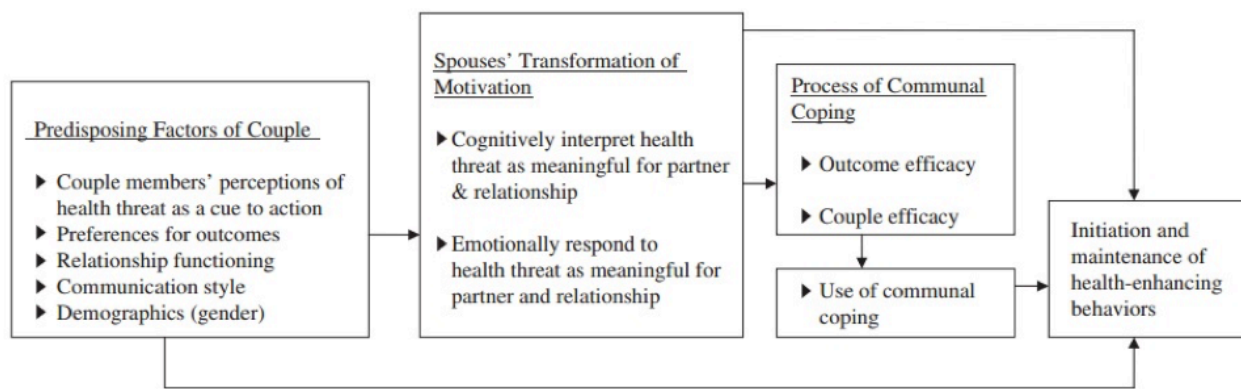 Predisposing Factors of Couple
▶ Couple members' perceptions of
health threat as a cue to action
▶ Preferences for outcomes
▶ Relationship functioning
▶ Communication style
▶ Demographics (gender)
Spouses' Transformation of
Motivation
▶ Cognitively interpret health
threat as meaningful for partner
& relationship
▶ Emotionally respond to
health threat as meaningful for
partner and relationship
Process of Communal
Coping
▶ Outcome efficacy
▶ Couple efficacy
▶ Use of communal
coping
Initiation and
maintenance of
health-enhancing
behaviors